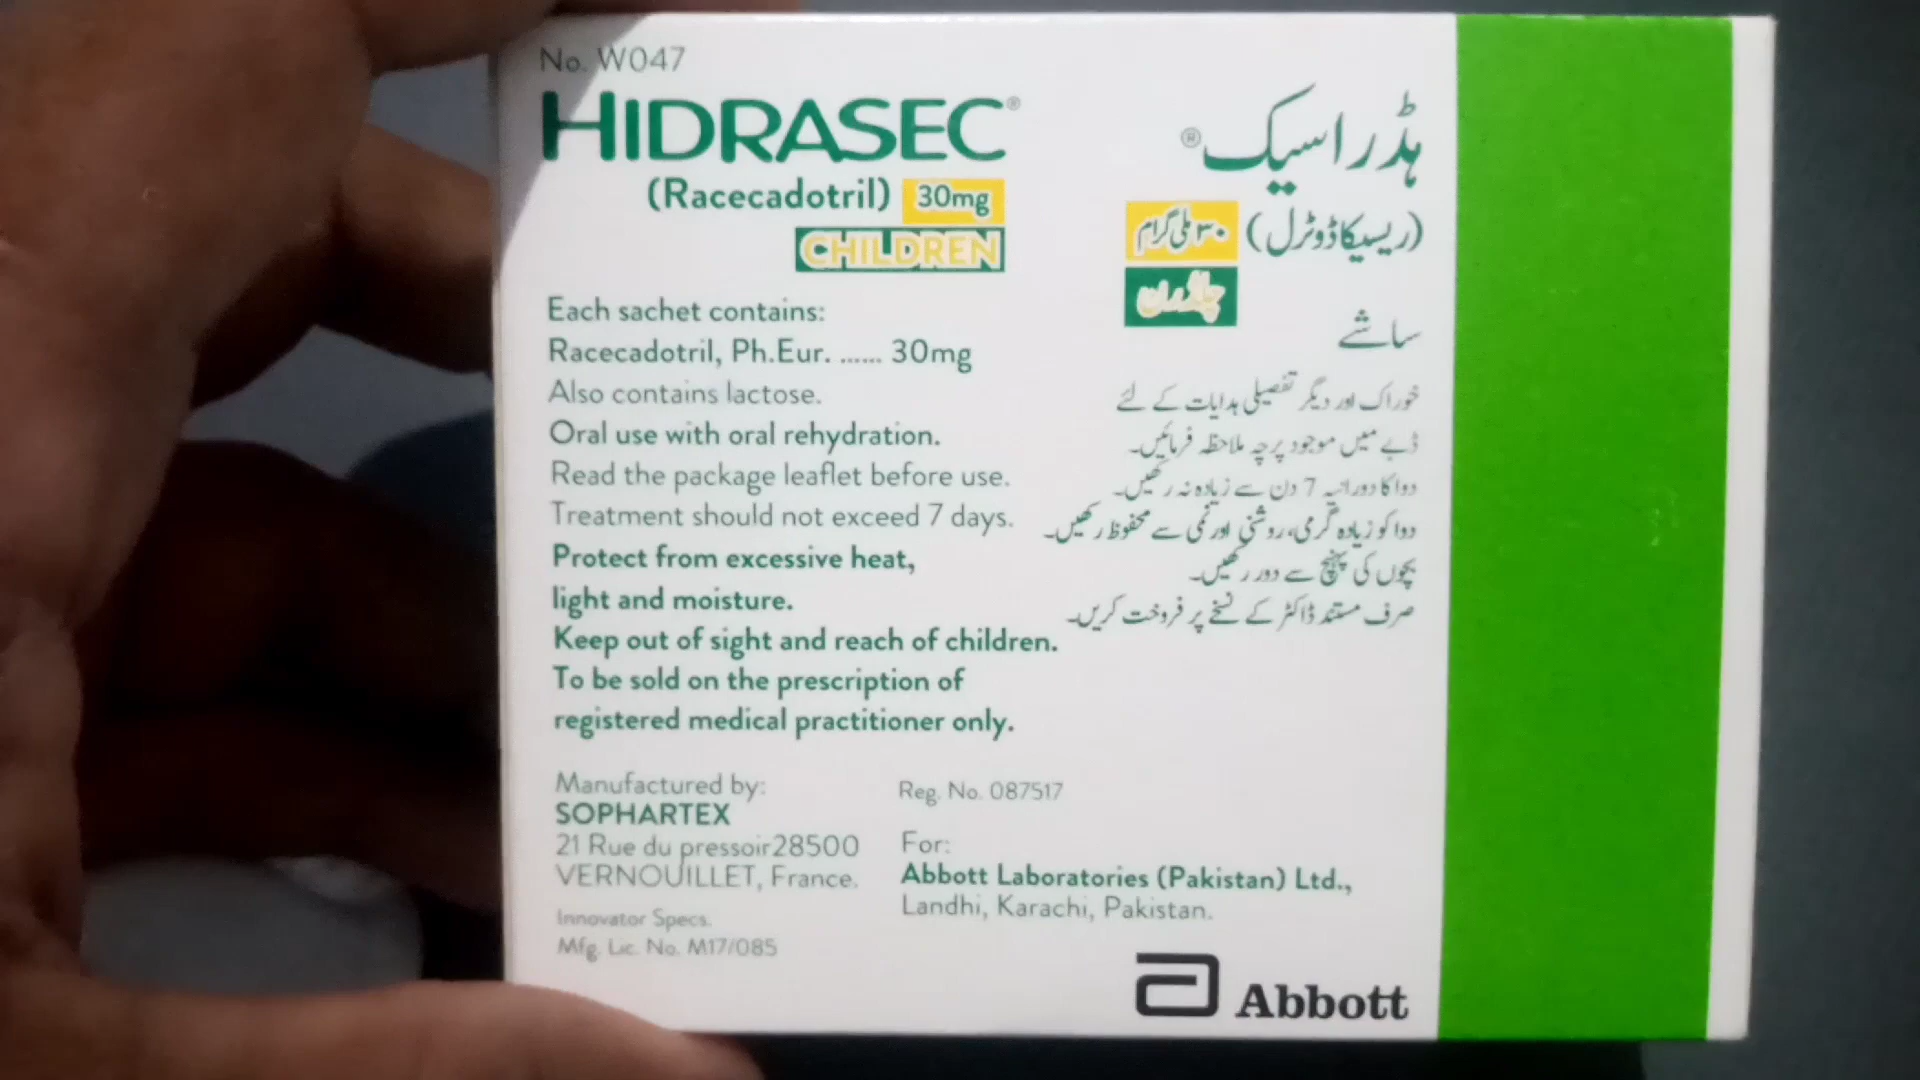 No. W047
HIDRASEC®
(Racecadotril) 30mg
CHILDREN
Each sachet contains:
Racecadotril, Ph.Eur. ...... 30mg
Also contains lactose.
Oral use with oral rehydration.
Read the package leaflet before use.
Treatment should not exceed 7 days.
Protect from excessive heat,
light and moisture.
Keep out of sight and reach of children.
To be sold on the prescription of
registered medical practitioner only.
ہڈراسیک®
(ریسیکاڈوٹرل) ۳۰ ملی گرام
چلڈرن
ساشے
خوراک اور دیگر تفصیلی ہدایات کے لئے
ڈبے میں موجود پرچہ ملاحظہ فرمائیں۔
دوا کا دورانیہ 7 دن سے زیادہ نہ رکھیں۔
دوا کو زیادہ گرمی، روشنی اور نمی سے محفوظ رکھیں۔
بچوں کی پہنچ سے دور رکھیں۔
صرف مستند ڈاکٹر کے نسخے پر فروخت کریں۔
Manufactured by:
SOPHARTEX
21 Rue du pressoir28500
VERNOUILLET, France.
Innovator Specs.
Mfg. Lic. No. M17/085
Reg. No. 087517
For:
Abbott Laboratories (Pakistan) Ltd.,
Landhi, Karachi, Pakistan.
Abbott